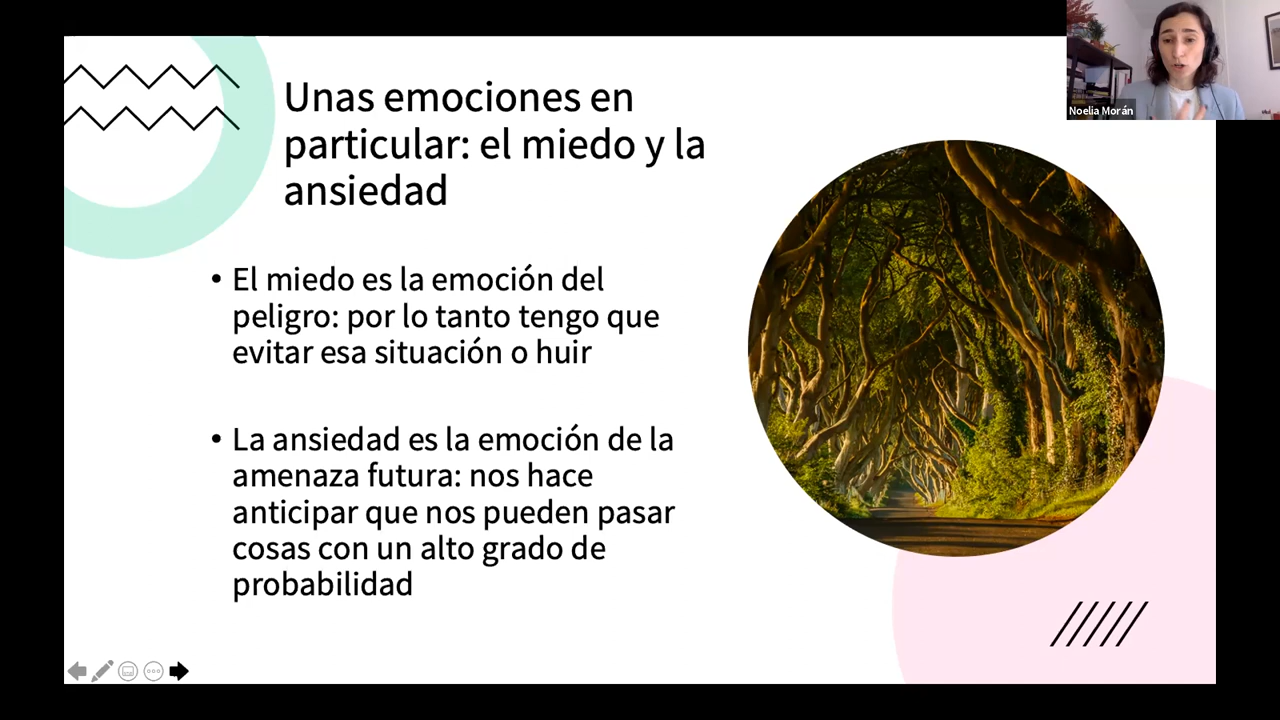 Unas emociones en
particular: el miedo y la
ansiedad
• El miedo es la emoción del
peligro: por lo tanto tengo que
evitar esa situación o huir
• La ansiedad es la emoción de la
amenaza futura: nos hace
anticipar que nos pueden pasar
cosas con un alto grado de
probabilidad
Noelia Morán